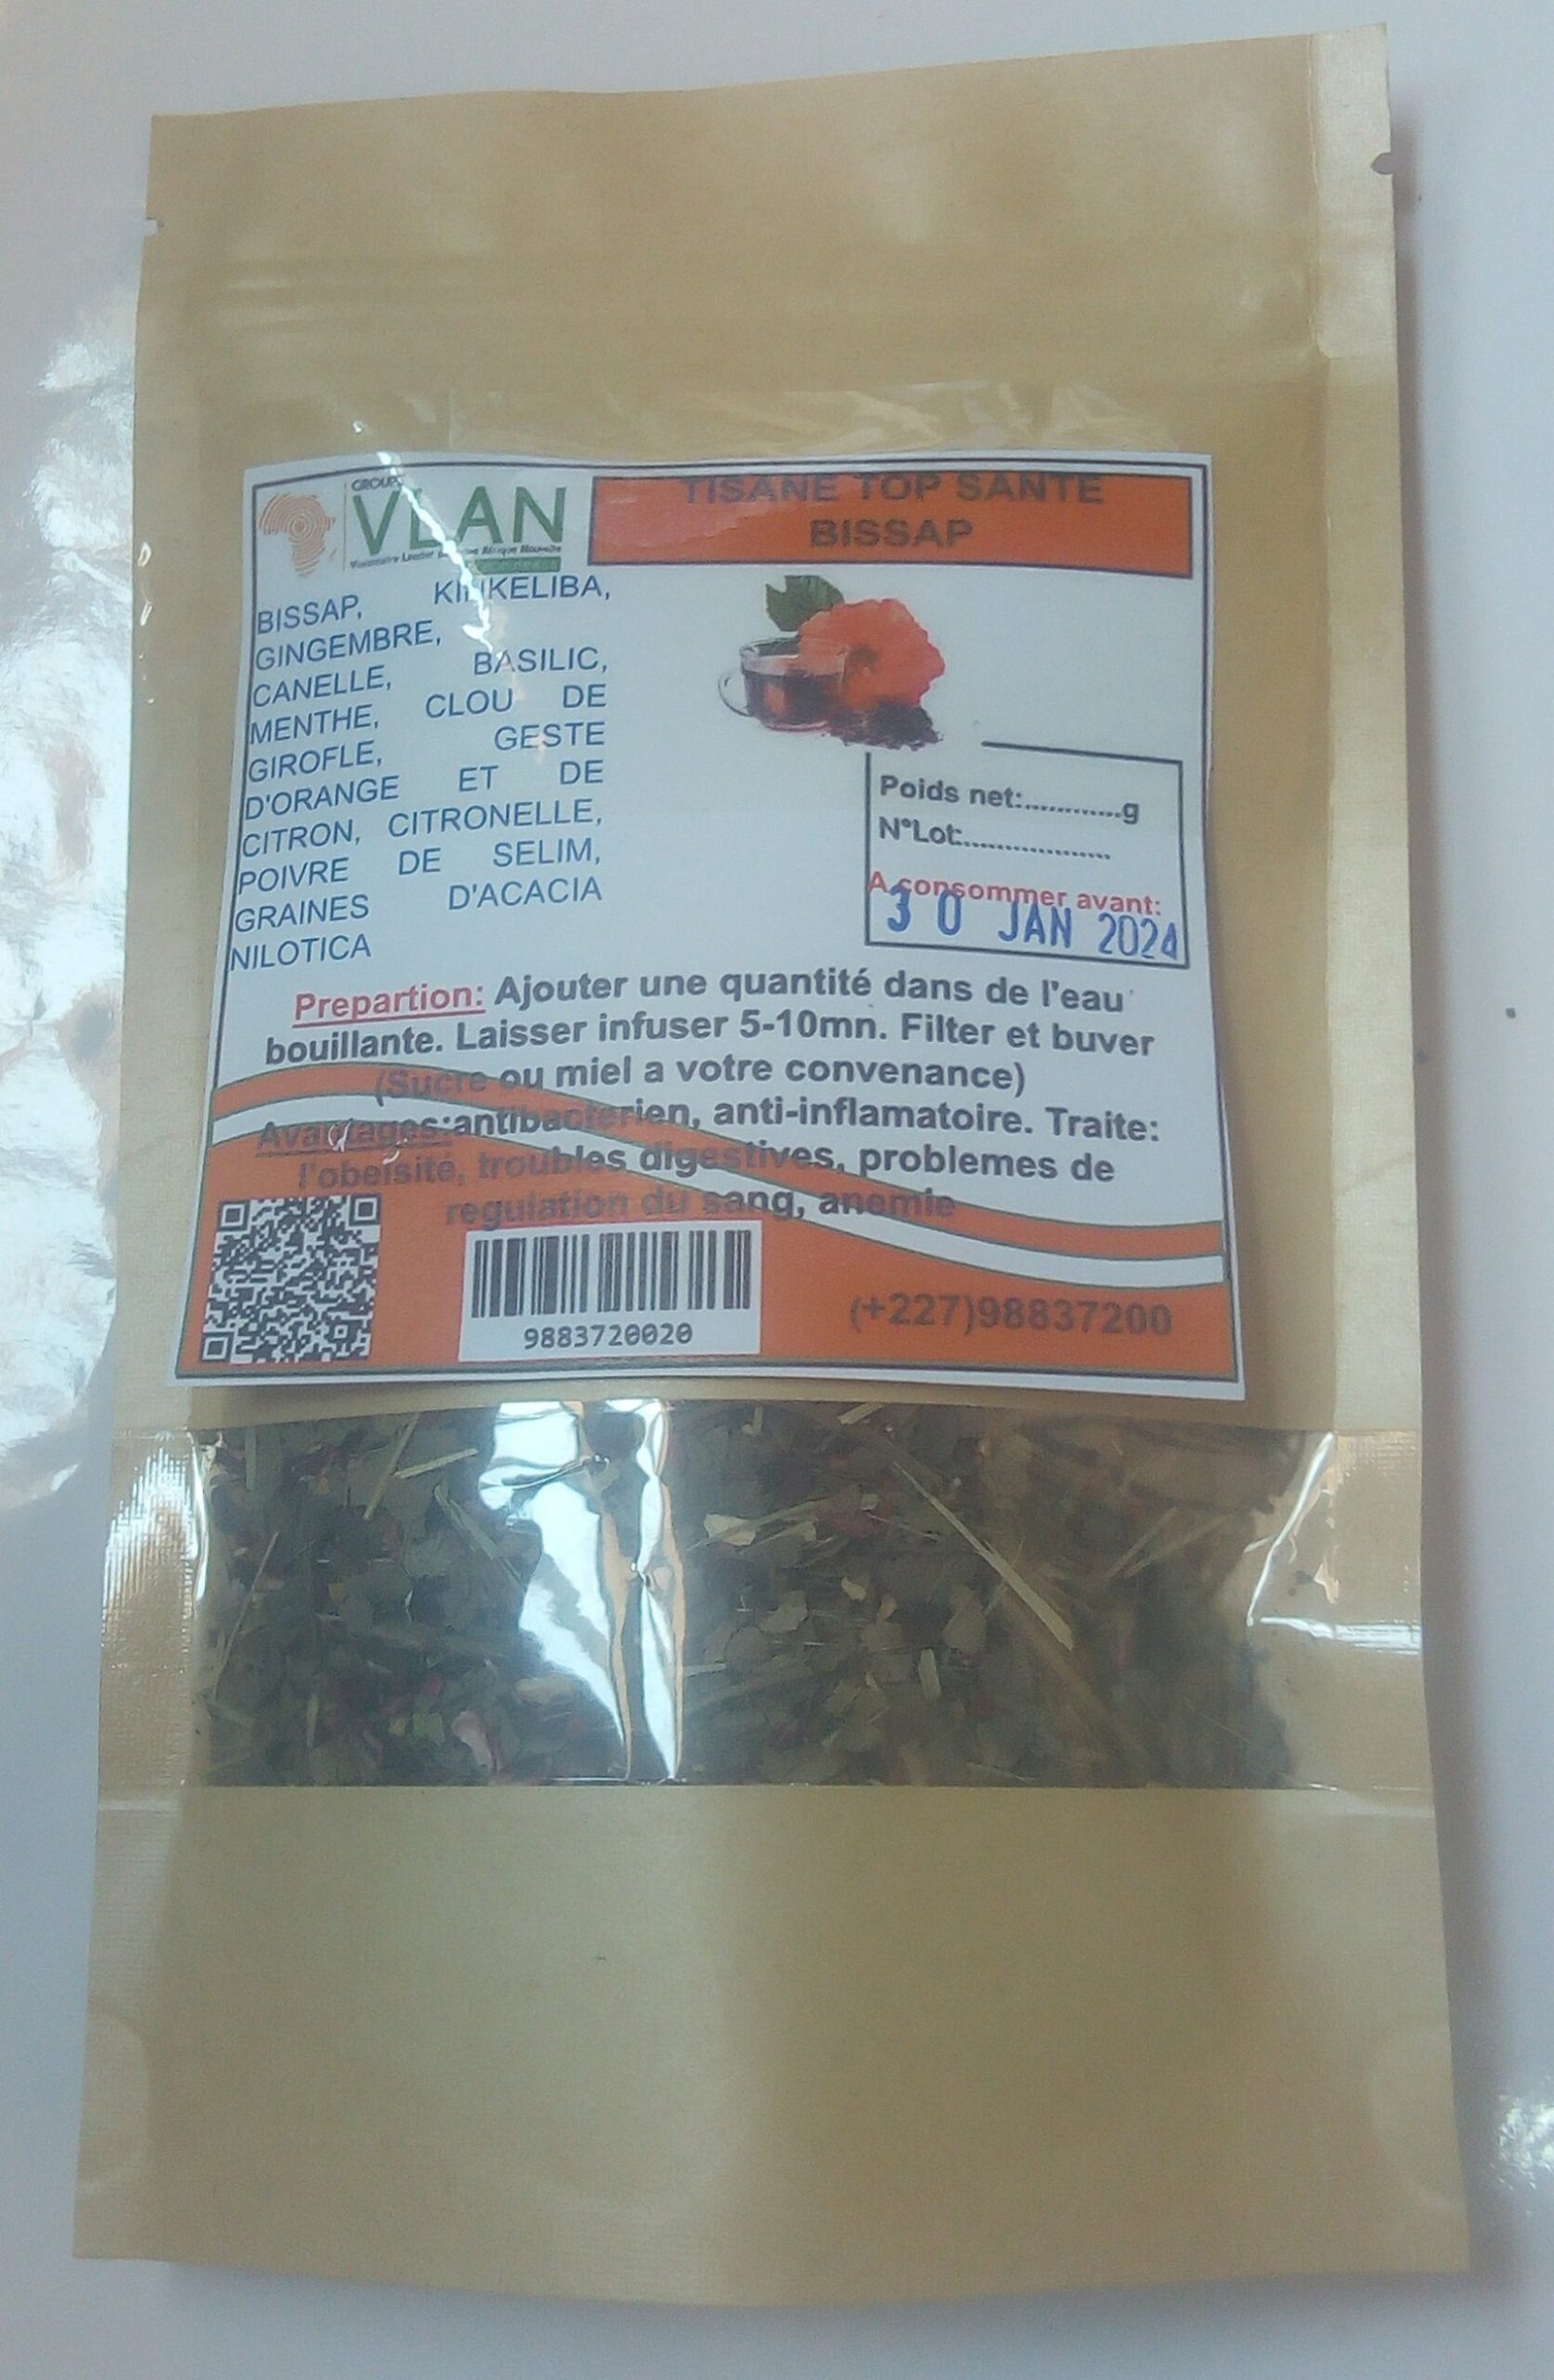 GROUPE
VLAN
TISANE TOP SANTE
BISSAP
BISSAP, KINKELIBA,
GINGEMBRE,
CANELLE, BASILIC,
MENTHE, CLOU DE
GIROFLE, GESTE
D'ORANGE ET DE
CITRON, CITRONELLE,
POIVRE DE SELIM,
GRAINES D'ACACIA
NILOTICA
Poids net:............g
N°Lot:...................
A consommer avant:
30 JAN 2024
Prepartion: Ajouter une quantité dans de l'eau
bouillante. Laisser infuser 5-10mn. Filter et buver
(Sucre ou miel a votre convenance)
Avantages:antibacterien, anti-inflamatoire. Traite:
l'obeisité, troubles digestives, problemes de
regulation du sang, anemie
9883720020
(+227)98837200